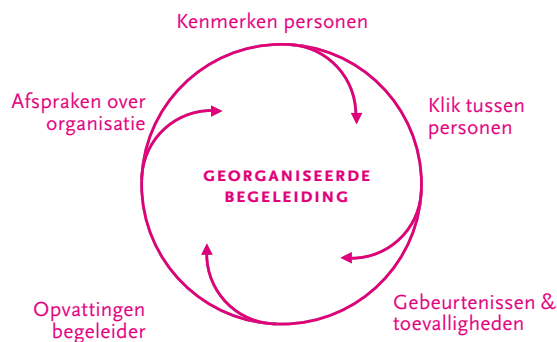 Kenmerken personen
Afspraken over
organisatie
Klik tussen
personen
GEORGANISEERDE
BEGELEIDING
Opvattingen
begeleider
Gebeurtenissen &
toevalligheden